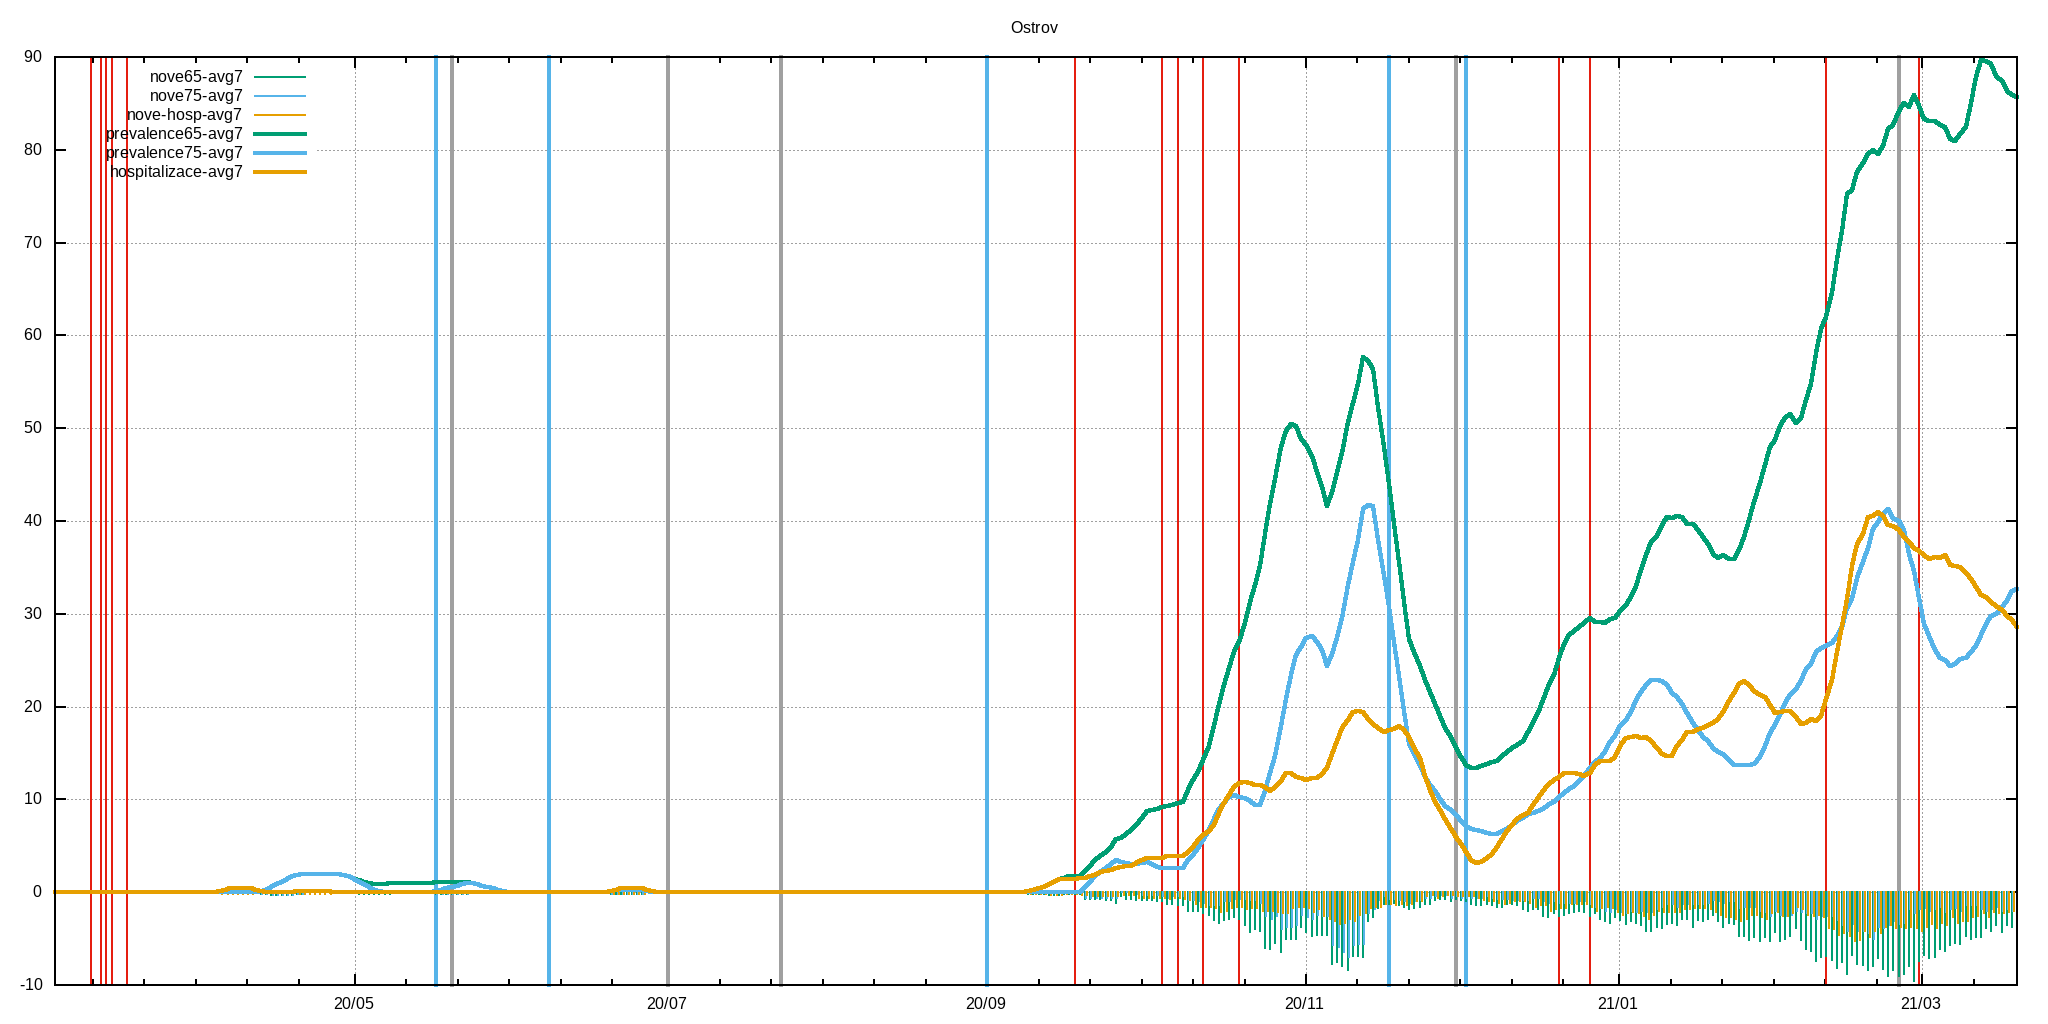 Ostrov
90
80
70
60
50
40
30
20
10
0
-10
nove65-avg7
nove75-avg7
nove-hosp-avg7
prevalence65-avg7
prevalence75-avg7
hospitalizace-avg7
20/05 20/07 20/09 20/11 21/01 21/03